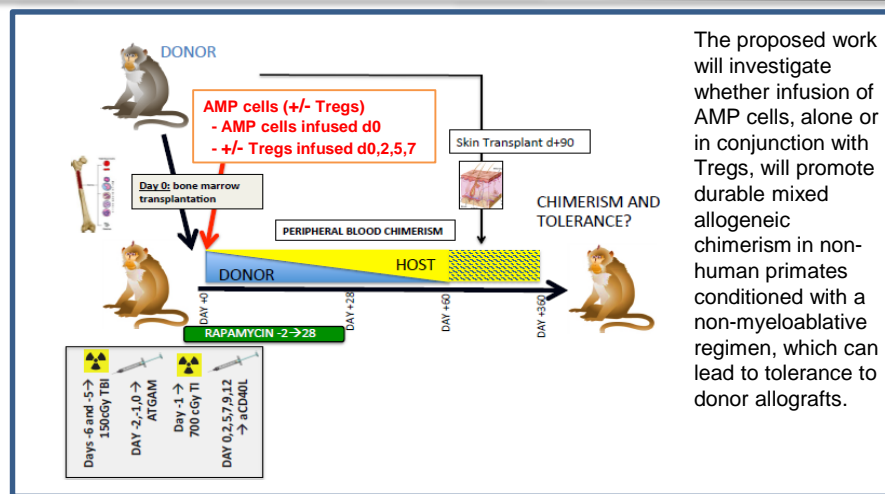 DONOR
AMP cells (+/- Tregs)
- AMP cells infused d0
- +/- Tregs infused d0,2,5,7
Skin Transplant d+90
Day 0: bone marrow
transplantation
CHIMERISM AND
TOLERANCE?
PERIPHERAL BLOOD CHIMERISM
HOST
DONOR
DAY +0
DAY +28
DAY +60
DAY +360
RAPAMYCIN -2→28
Days -6 and -5→
150cGy TBI
DAY -2,-1,0 →
ATGAM
Day -1 →
700 cGy TI
DAY 0,2,5,7,9,12
→ aCD40L
The proposed work
will investigate
whether infusion of
AMP cells, alone or
in conjunction with
Tregs, will promote
durable mixed
allogeneic
chimerism in non-
human primates
conditioned with a
non-myeloablative
regimen, which can
lead to tolerance to
donor allografts.